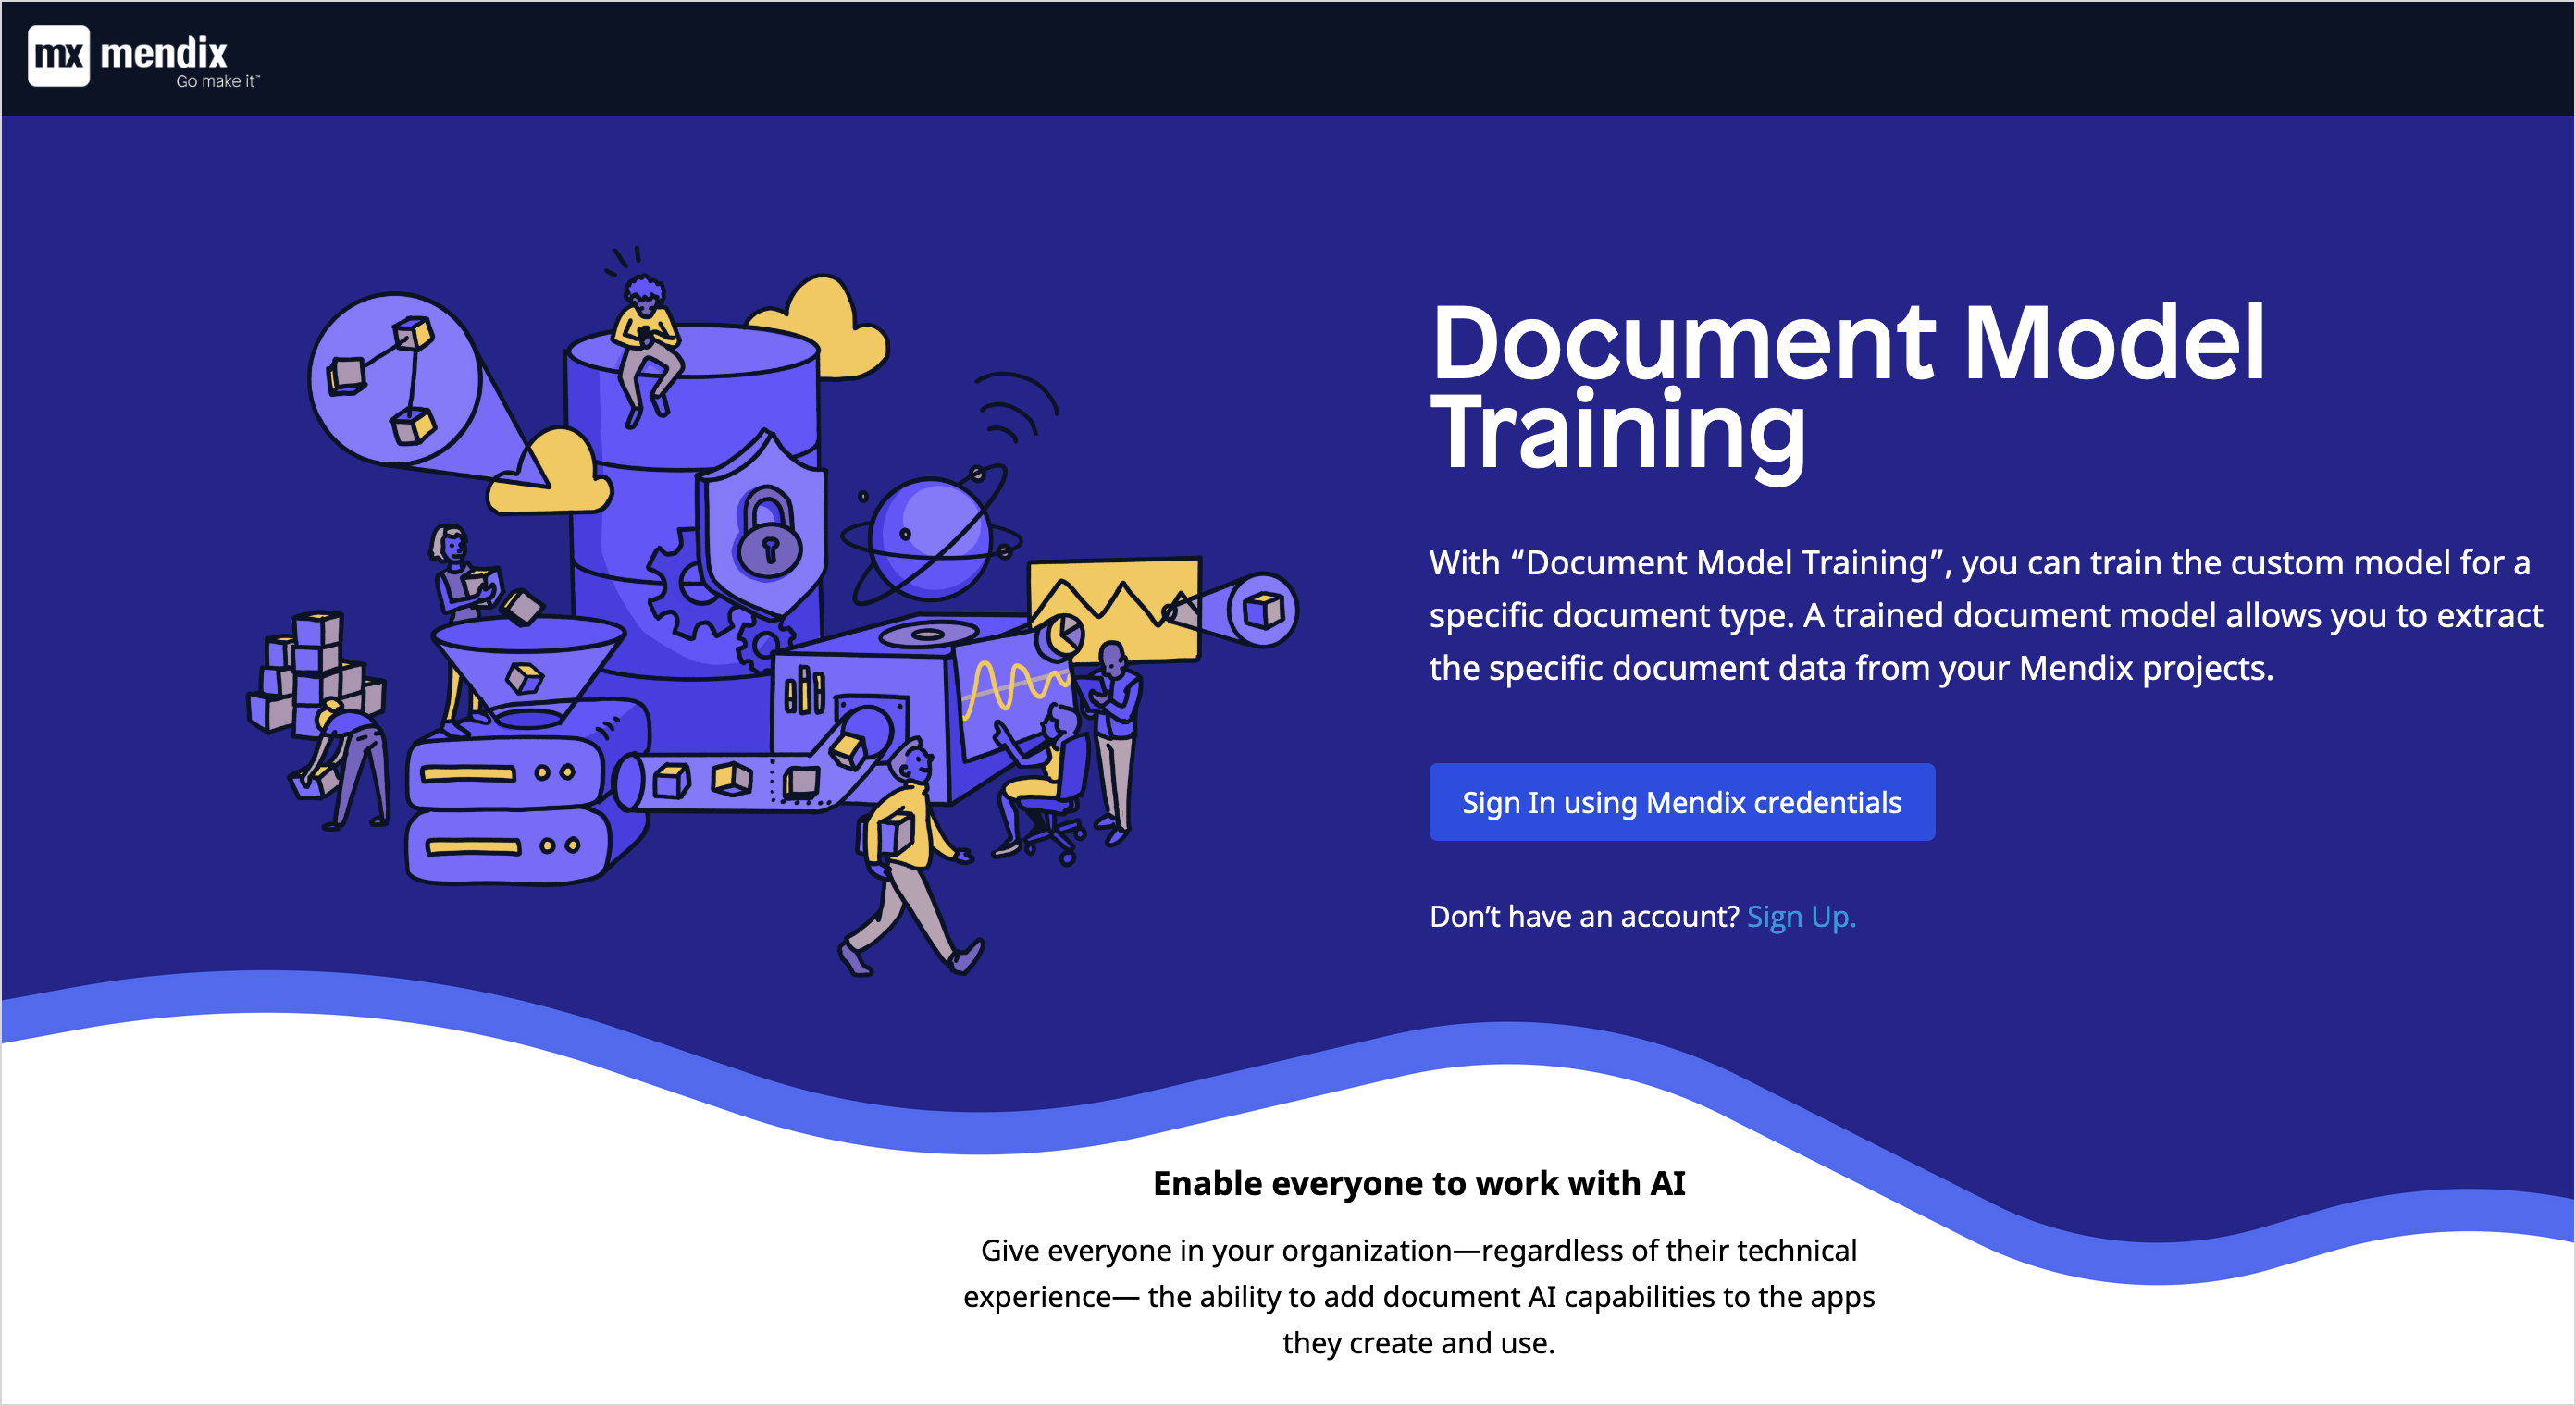 mx mendix
Go make it™
Document Model
Training
With “Document Model Training”, you can train the custom model for a
specific document type. A trained document model allows you to extract
the specific document data from your Mendix projects.
Sign In using Mendix credentials
Don’t have an account? Sign Up.
Enable everyone to work with AI
Give everyone in your organization—regardless of their technical
experience— the ability to add document AI capabilities to the apps
they create and use.